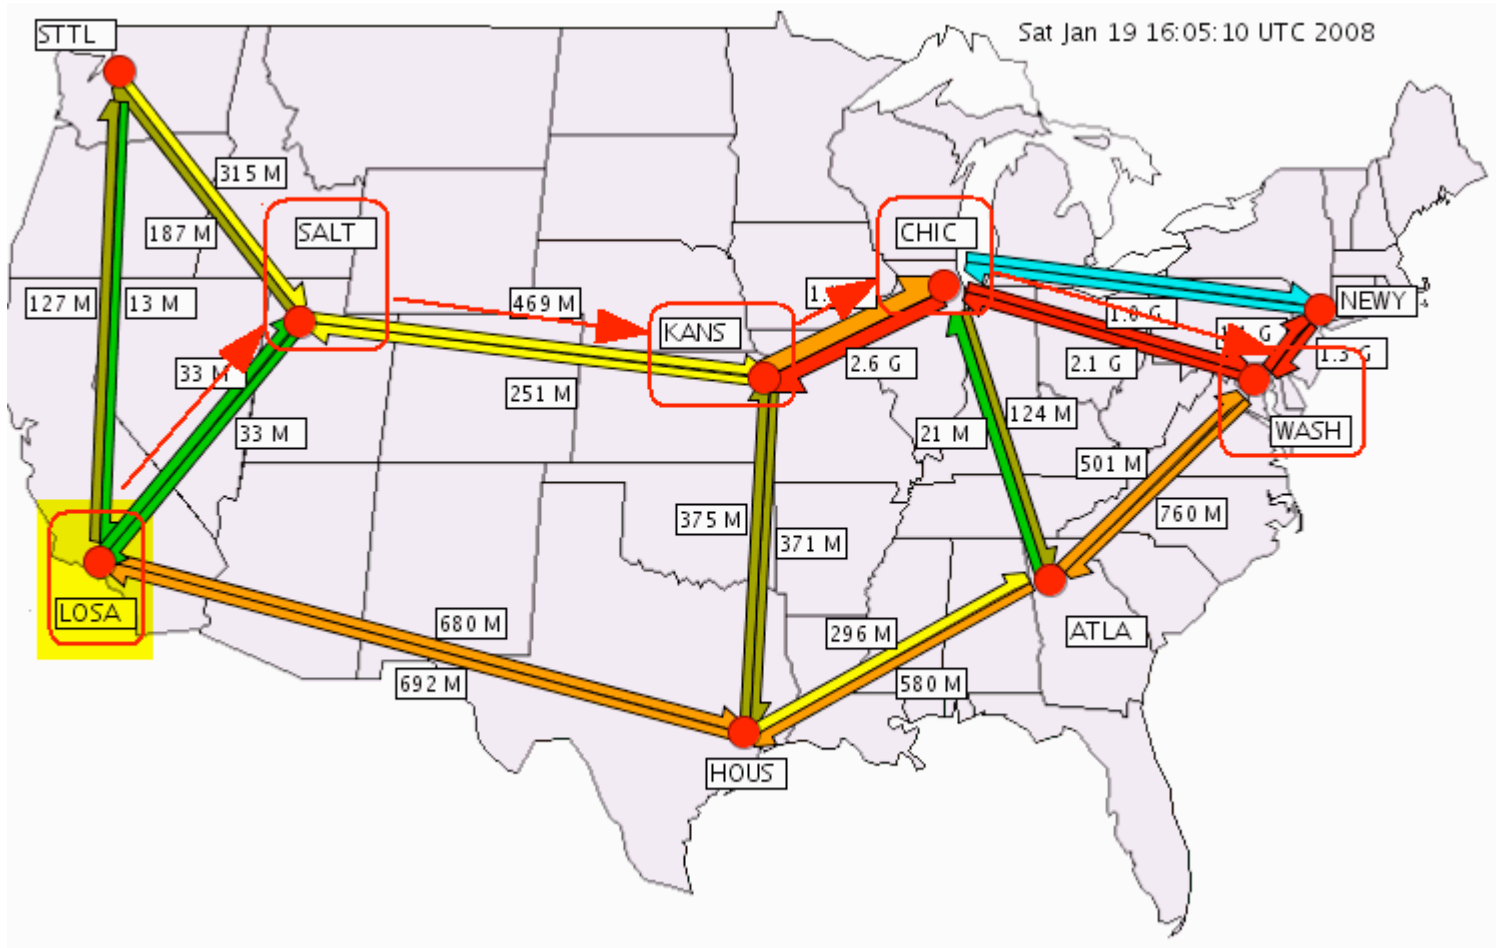 STTL
Sat Jan 19 16:05:10 UTC 2008
315 M
187 M
SALT
CHIC
127 M
13 M
469 M
NEWY
KANS
33 M
2.6 G
2.1 G
251 M
33 M
124 M
21 M
WASH
501 M
375 M
760 M
371 M
LOSA
680 M
296 M
ATLA
692 M
580 M
HOUS